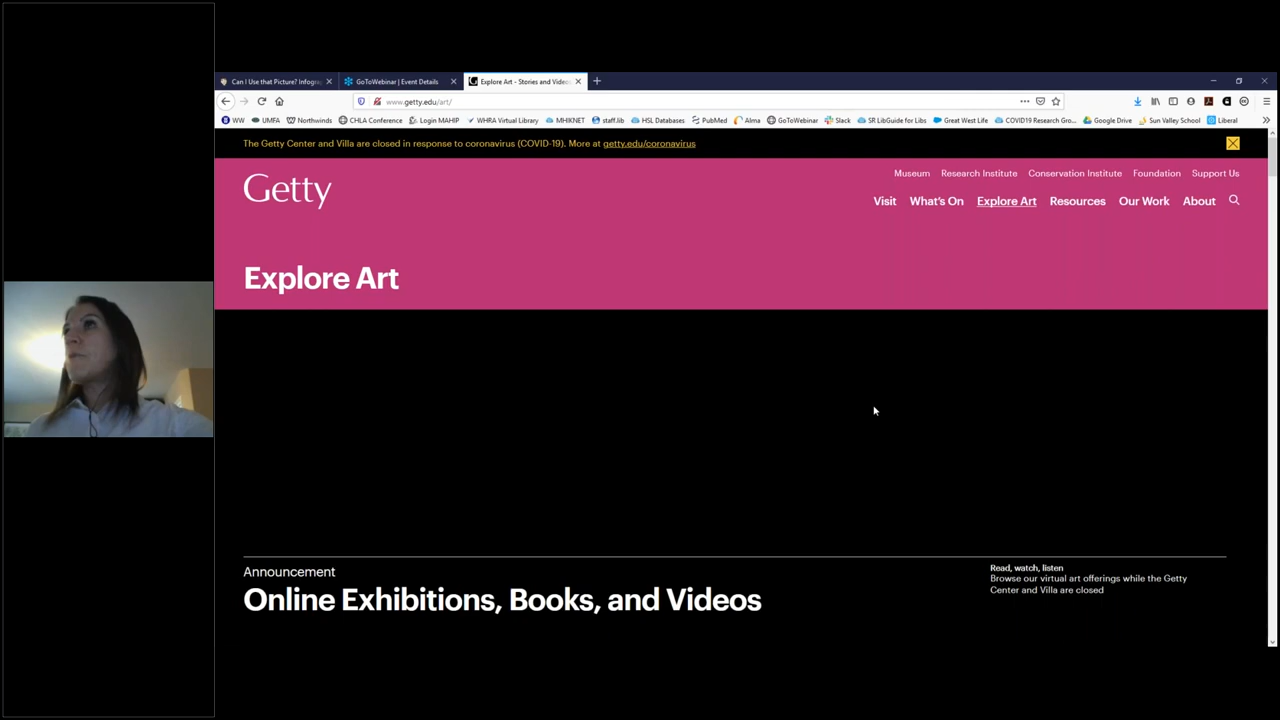 Can I Use that Picture? Infogra
GoToWebinar | Event Details
Explore Art - Stories and Videos
www.getty.edu/art/
WW
UMFA
Northwinds
CHLA Conference
Login MAHIP
WHRA Virtual Library
MHIKNET
staff.lib
HSL Databases
PubMed
Alma
GoToWebinar
Slack
SR LibGuide for Libs
Great West Life
COVID19 Research Gro...
Google Drive
Sun Valley School
Liberal
The Getty Center and Villa are closed in response to coronavirus (COVID-19). More at getty.edu/coronavirus
Getty
Museum Research Institute Conservation Institute Foundation Support Us
Visit What's On Explore Art Resources Our Work About
Explore Art
Announcement
Online Exhibitions, Books, and Videos
Read, watch, listen
Browse our virtual art offerings while the Getty
Center and Villa are closed